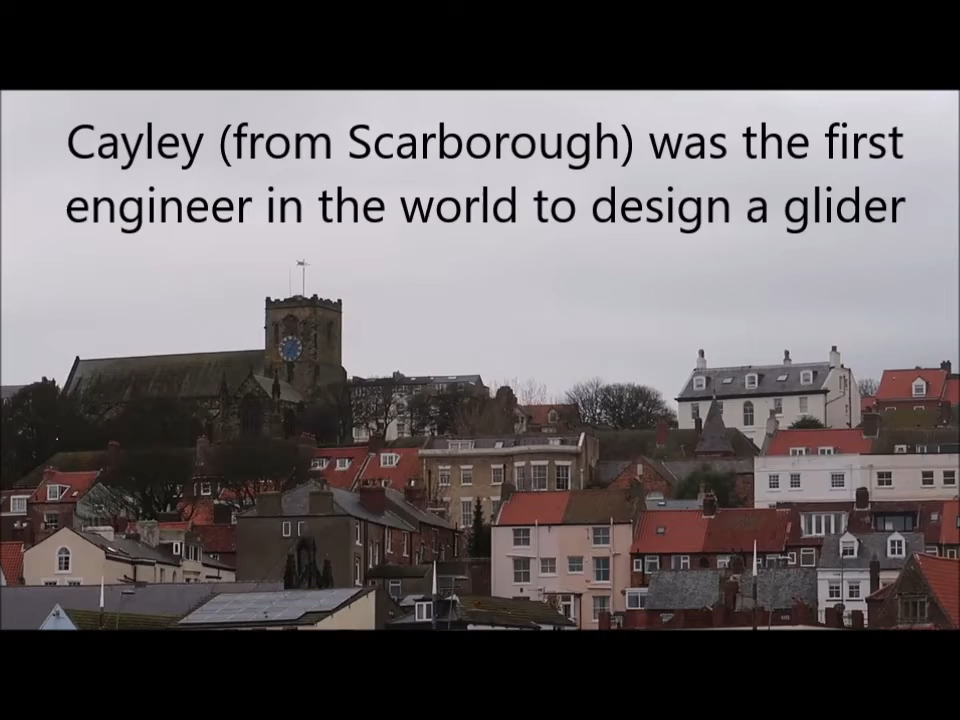 Cayley (from Scarborough) was the first
engineer in the world to design a glider